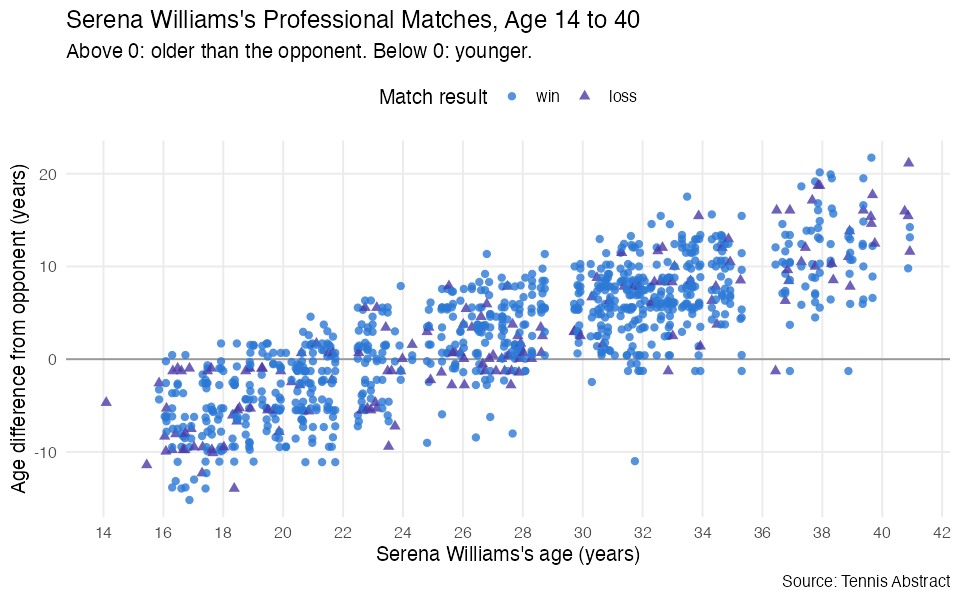 Serena Williams's Professional Matches, Age 14 to 40
Above 0: older than the opponent. Below 0: younger.
Match result win loss
Age difference from opponent (years)
20
10
0
-10
14 16 18 20 22 24 26 28 30 32 34 36 38 40 42
Serena Williams's age (years)
Source: Tennis Abstract